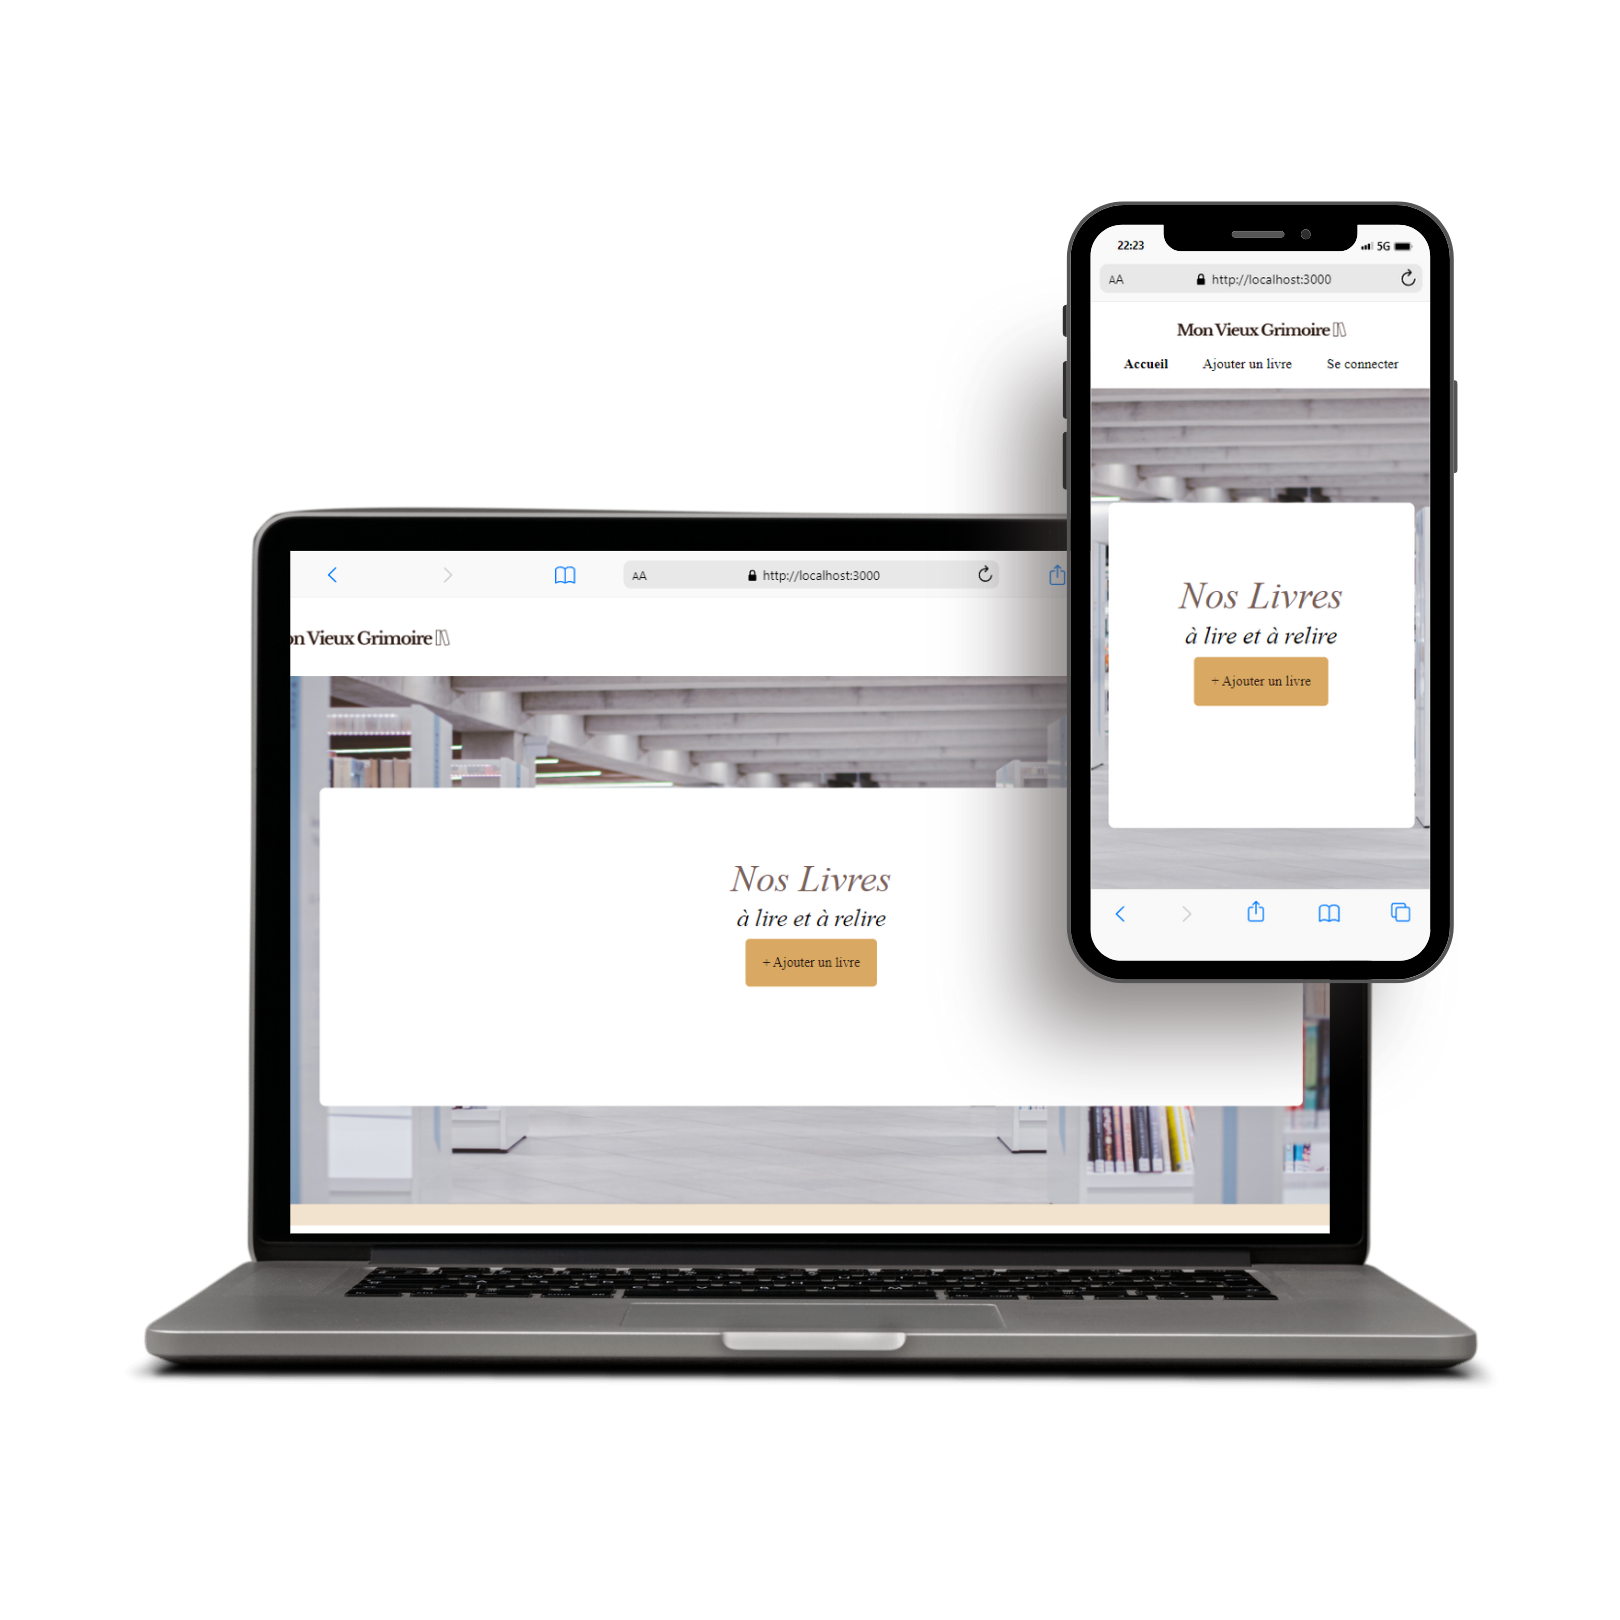 22:23
5G
AA
http://localhost:3000
Mon Vieux Grimoire
Accueil Ajouter un livre Se connecter
Nos Livres
à lire et à relire
+ Ajouter un livre
AA
http://localhost:3000
on Vieux Grimoire
Nos Livres
à lire et à relire
+ Ajouter un livre